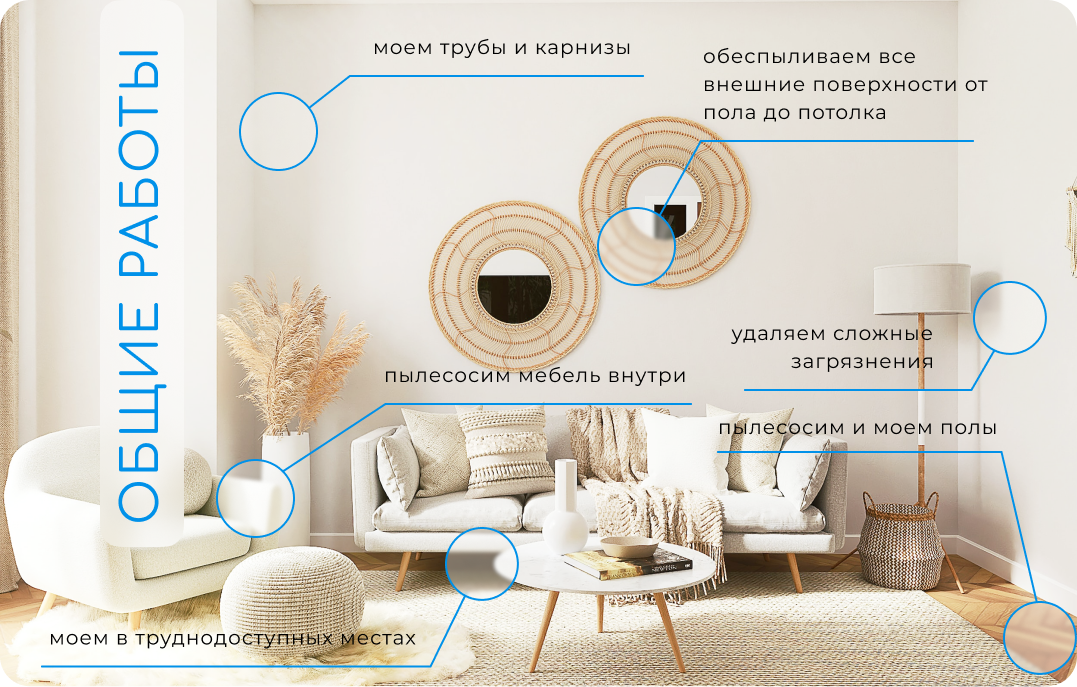 ОБЩИЕ РАБОТЫ
моем трубы и карнизы
обеспыливаем все
внешние поверхности от
пола до потолка
удаляем сложные
загрязнения
пылесосим мебель внутри
пылесосим и моем полы
моем в труднодоступных местах